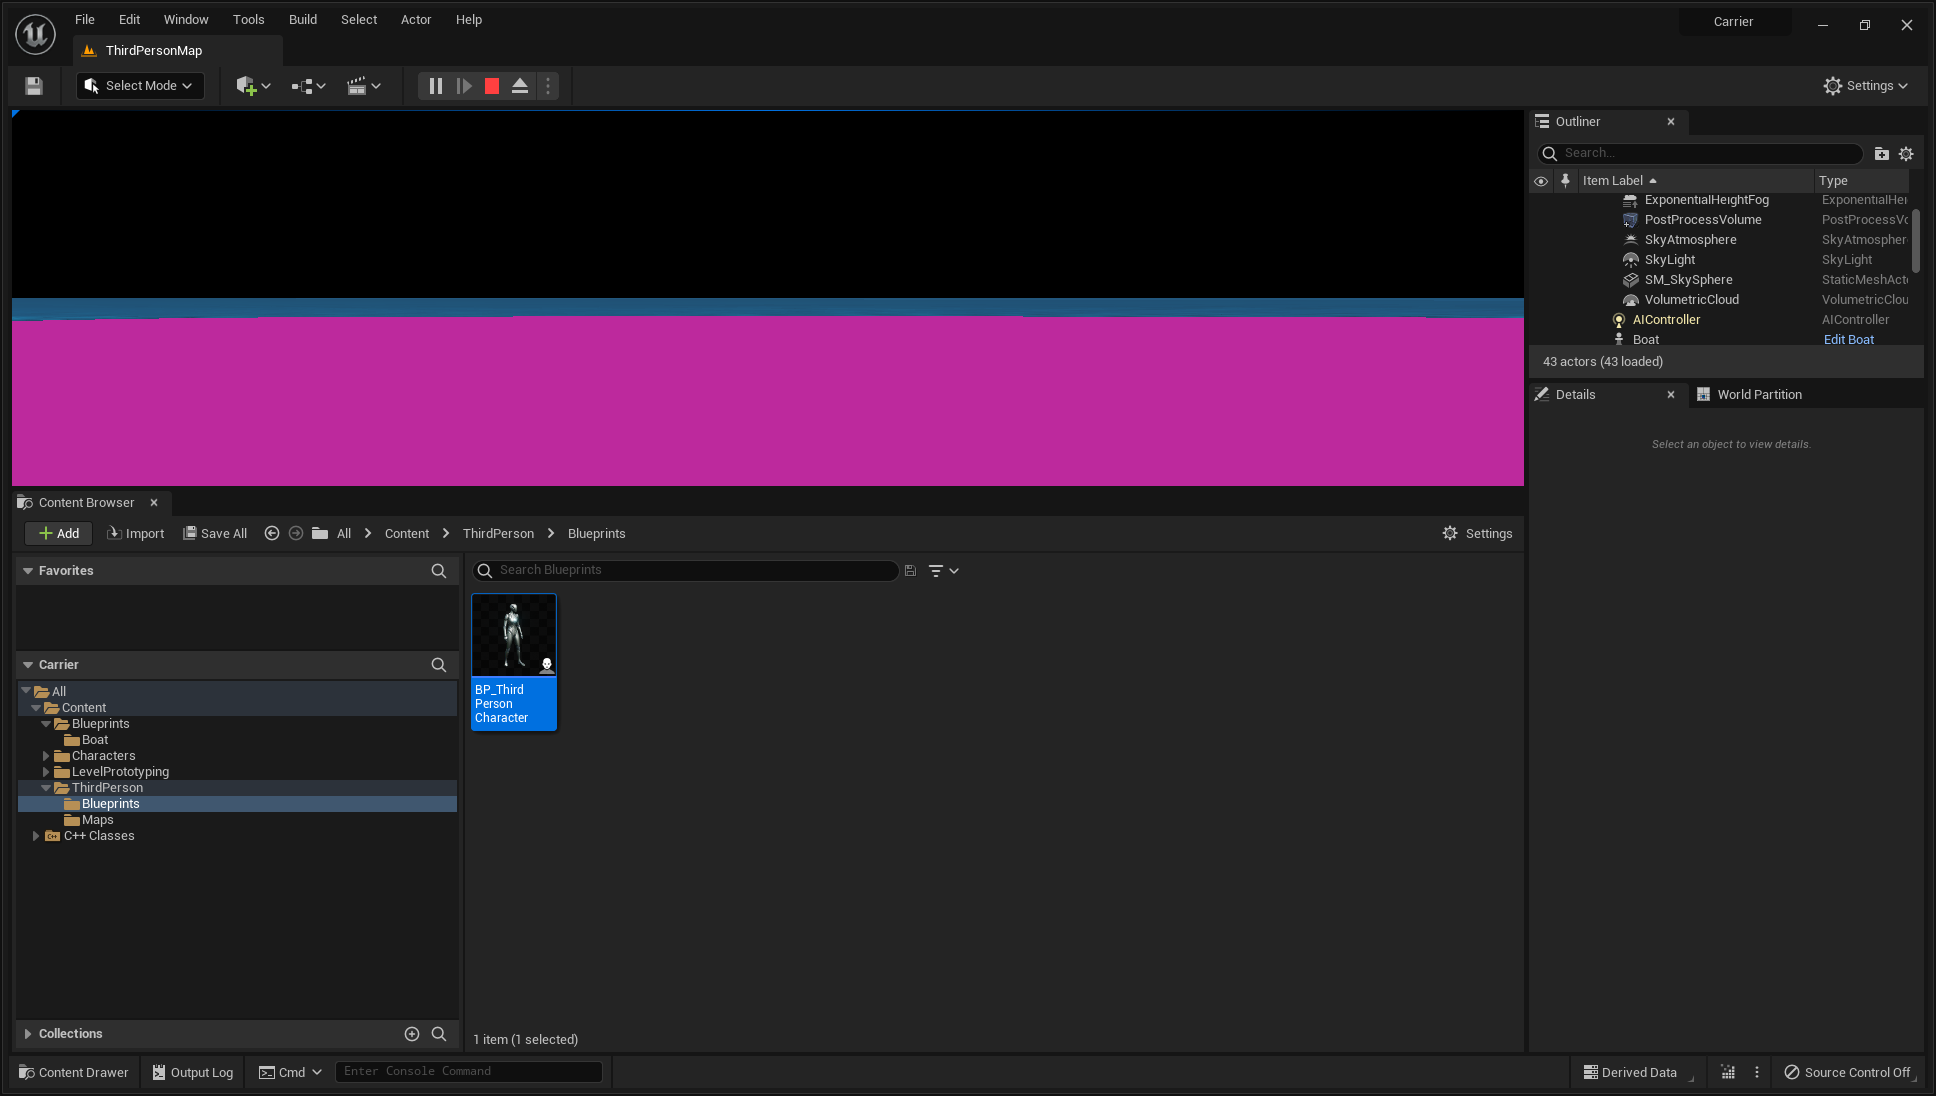 File Edit Window Tools Build Select Actor Help
Carrier
ThirdPersonMap
Select Mode
Settings
Outliner
Search...
Item Label
Type
ExponentialHeightFog ExponentialHei
PostProcessVolume PostProcessVo
SkyAtmosphere SkyAtmospher
SkyLight SkyLight
SM_SkySphere StaticMeshActo
VolumetricCloud VolumetricClou
AIController AIController
Boat Edit Boat
43 actors (43 loaded)
Details
World Partition
Select an object to view details.
Content Browser
Add Import Save All All Content ThirdPerson Blueprints
Settings
Favorites
Search Blueprints
BP_Third
Person
Character
Carrier
All
Content
Blueprints
Boat
Characters
LevelPrototyping
ThirdPerson
Blueprints
Maps
C++ Classes
Collections
1 item (1 selected)
Content Drawer Output Log Cmd Enter Console Command
Derived Data
Source Control Off